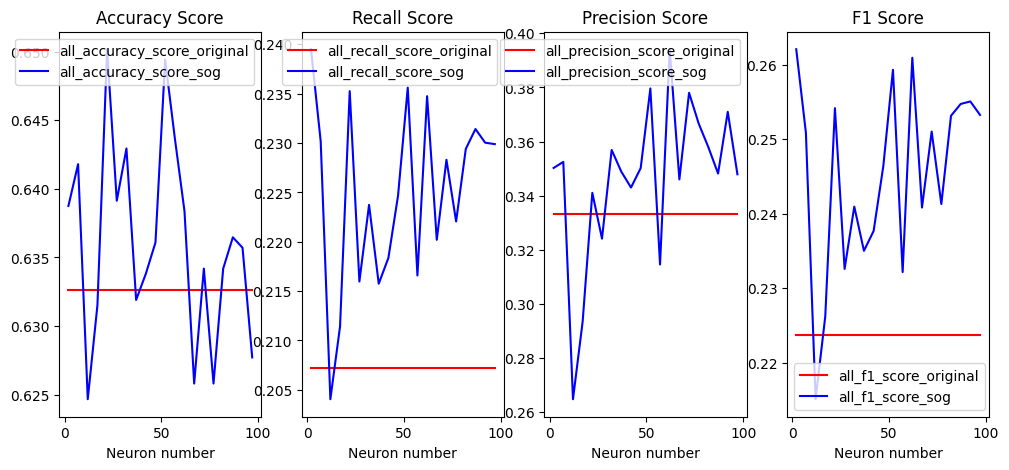 Accuracy Score
all_accuracy_score_original
all_accuracy_score_sog
0.650
0.645
0.640
0.635
0.630
0.625
0
50
100
Neuron number
Recall Score
all_recall_score_original
all_recall_score_sog
0.240
0.230
0.225
0.220
0.215
0.210
0.205
0
50
100
Neuron number
Precision Score
all_precision_score_original
all_precision_score_sog
0.40
0.38
0.36
0.34
0.32
0.30
0.28
0.26
0
50
100
Neuron number
F1 Score
0.26
0.25
0.24
0.23
0.22
all_f1_score_original
all_f1_score_sog
0
50
100
Neuron number